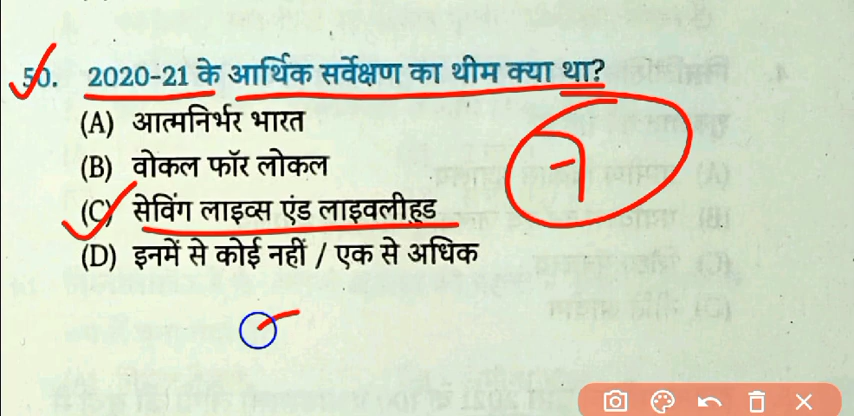 50. 2020-21 के आर्थिक सर्वेक्षण का थीम क्या था?
(A) आत्मनिर्भर भारत
(B) वोकल फॉर लोकल
(C) सेविंग लाइव्स एंड लाइवलीहुड
(D) इनमें से कोई नहीं / एक से अधिक